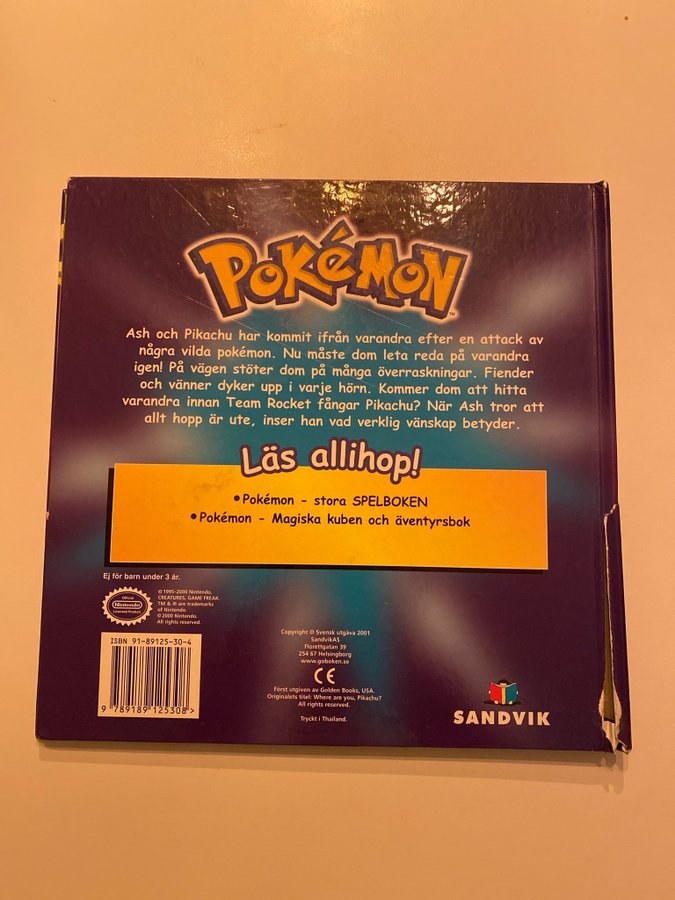 POKÉMON
TM
Ash och Pikachu har kommit ifrån varandra efter en attack av
några vilda pokémon. Nu måste dom leta reda på varandra
igen! På vägen stöter dom på många överraskningar. Fiender
och vänner dyker upp i varje hörn. Kommer dom att hitta
varandra innan Team Rocket fångar Pikachu? När Ash tror att
allt hopp är ute, inser han vad verklig vänskap betyder.
Läs allihop!
•Pokémon - stora SPELBOKEN
•Pokémon - Magiska kuben och äventyrsbok
Ej för barn under 3 år.
Official
Nintendo
Licensed Product
© 1995-2000 Nintendo,
CREATURES, GAME FREAK.
TM & ® are trademarks
of Nintendo.
© 2000 Nintendo.
All rights reserved.
ISBN 91-89125-30-4
9 789189 125308 >
Copyright © Svensk utgåva 2001
SandvikAS
Florettgatan 39
254 67 Helsingborg
www.goboken.se
CE
Först utgiven av Golden Books, USA.
Originalets titel: Where are you, Pikachu?
All rights reserved.
Tryckt i Thailand.
SANDVIK